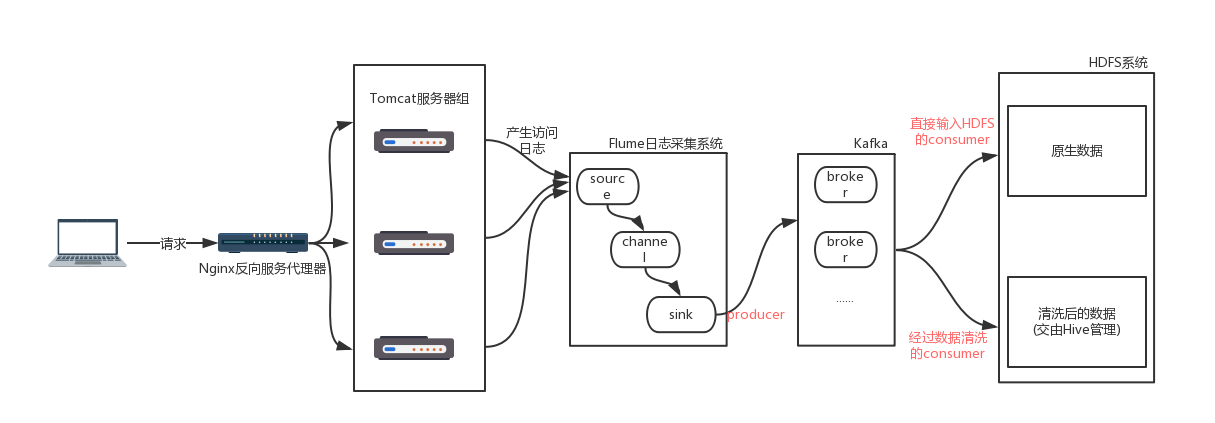 请求
Nginx反向服务代理器
Tomcat服务器组
产生访问
日志
Flume日志采集系统
sourc
e
channe
l
sink
producer
Kafka
broke
r
broke
r
......
直接输入HDFS
的consumer
经过数据清洗
的consumer
HDFS系统
原生数据
清洗后的数据
(交由Hive管理)